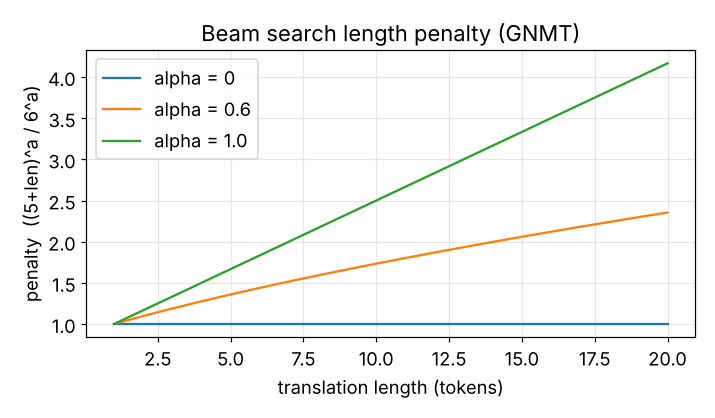 Beam search length penalty (GNMT)
penalty  ((5+len)^a / 6^a)
4.0
3.5
3.0
2.5
2.0
1.5
1.0
alpha = 0
alpha = 0.6
alpha = 1.0
2.5 5.0 7.5 10.0 12.5 15.0 17.5 20.0
translation length (tokens)